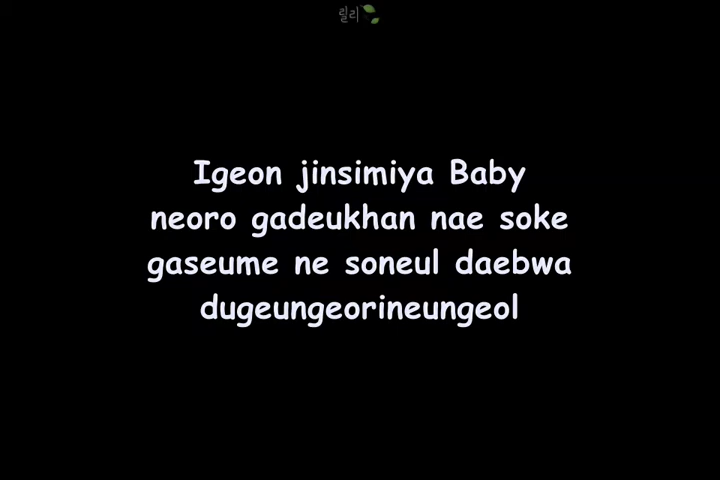 릴리
Igeon jinsimiya Baby
neoro gadeukhan nae soke
gaseume ne soneul daebwa
dugeungeorineungeol